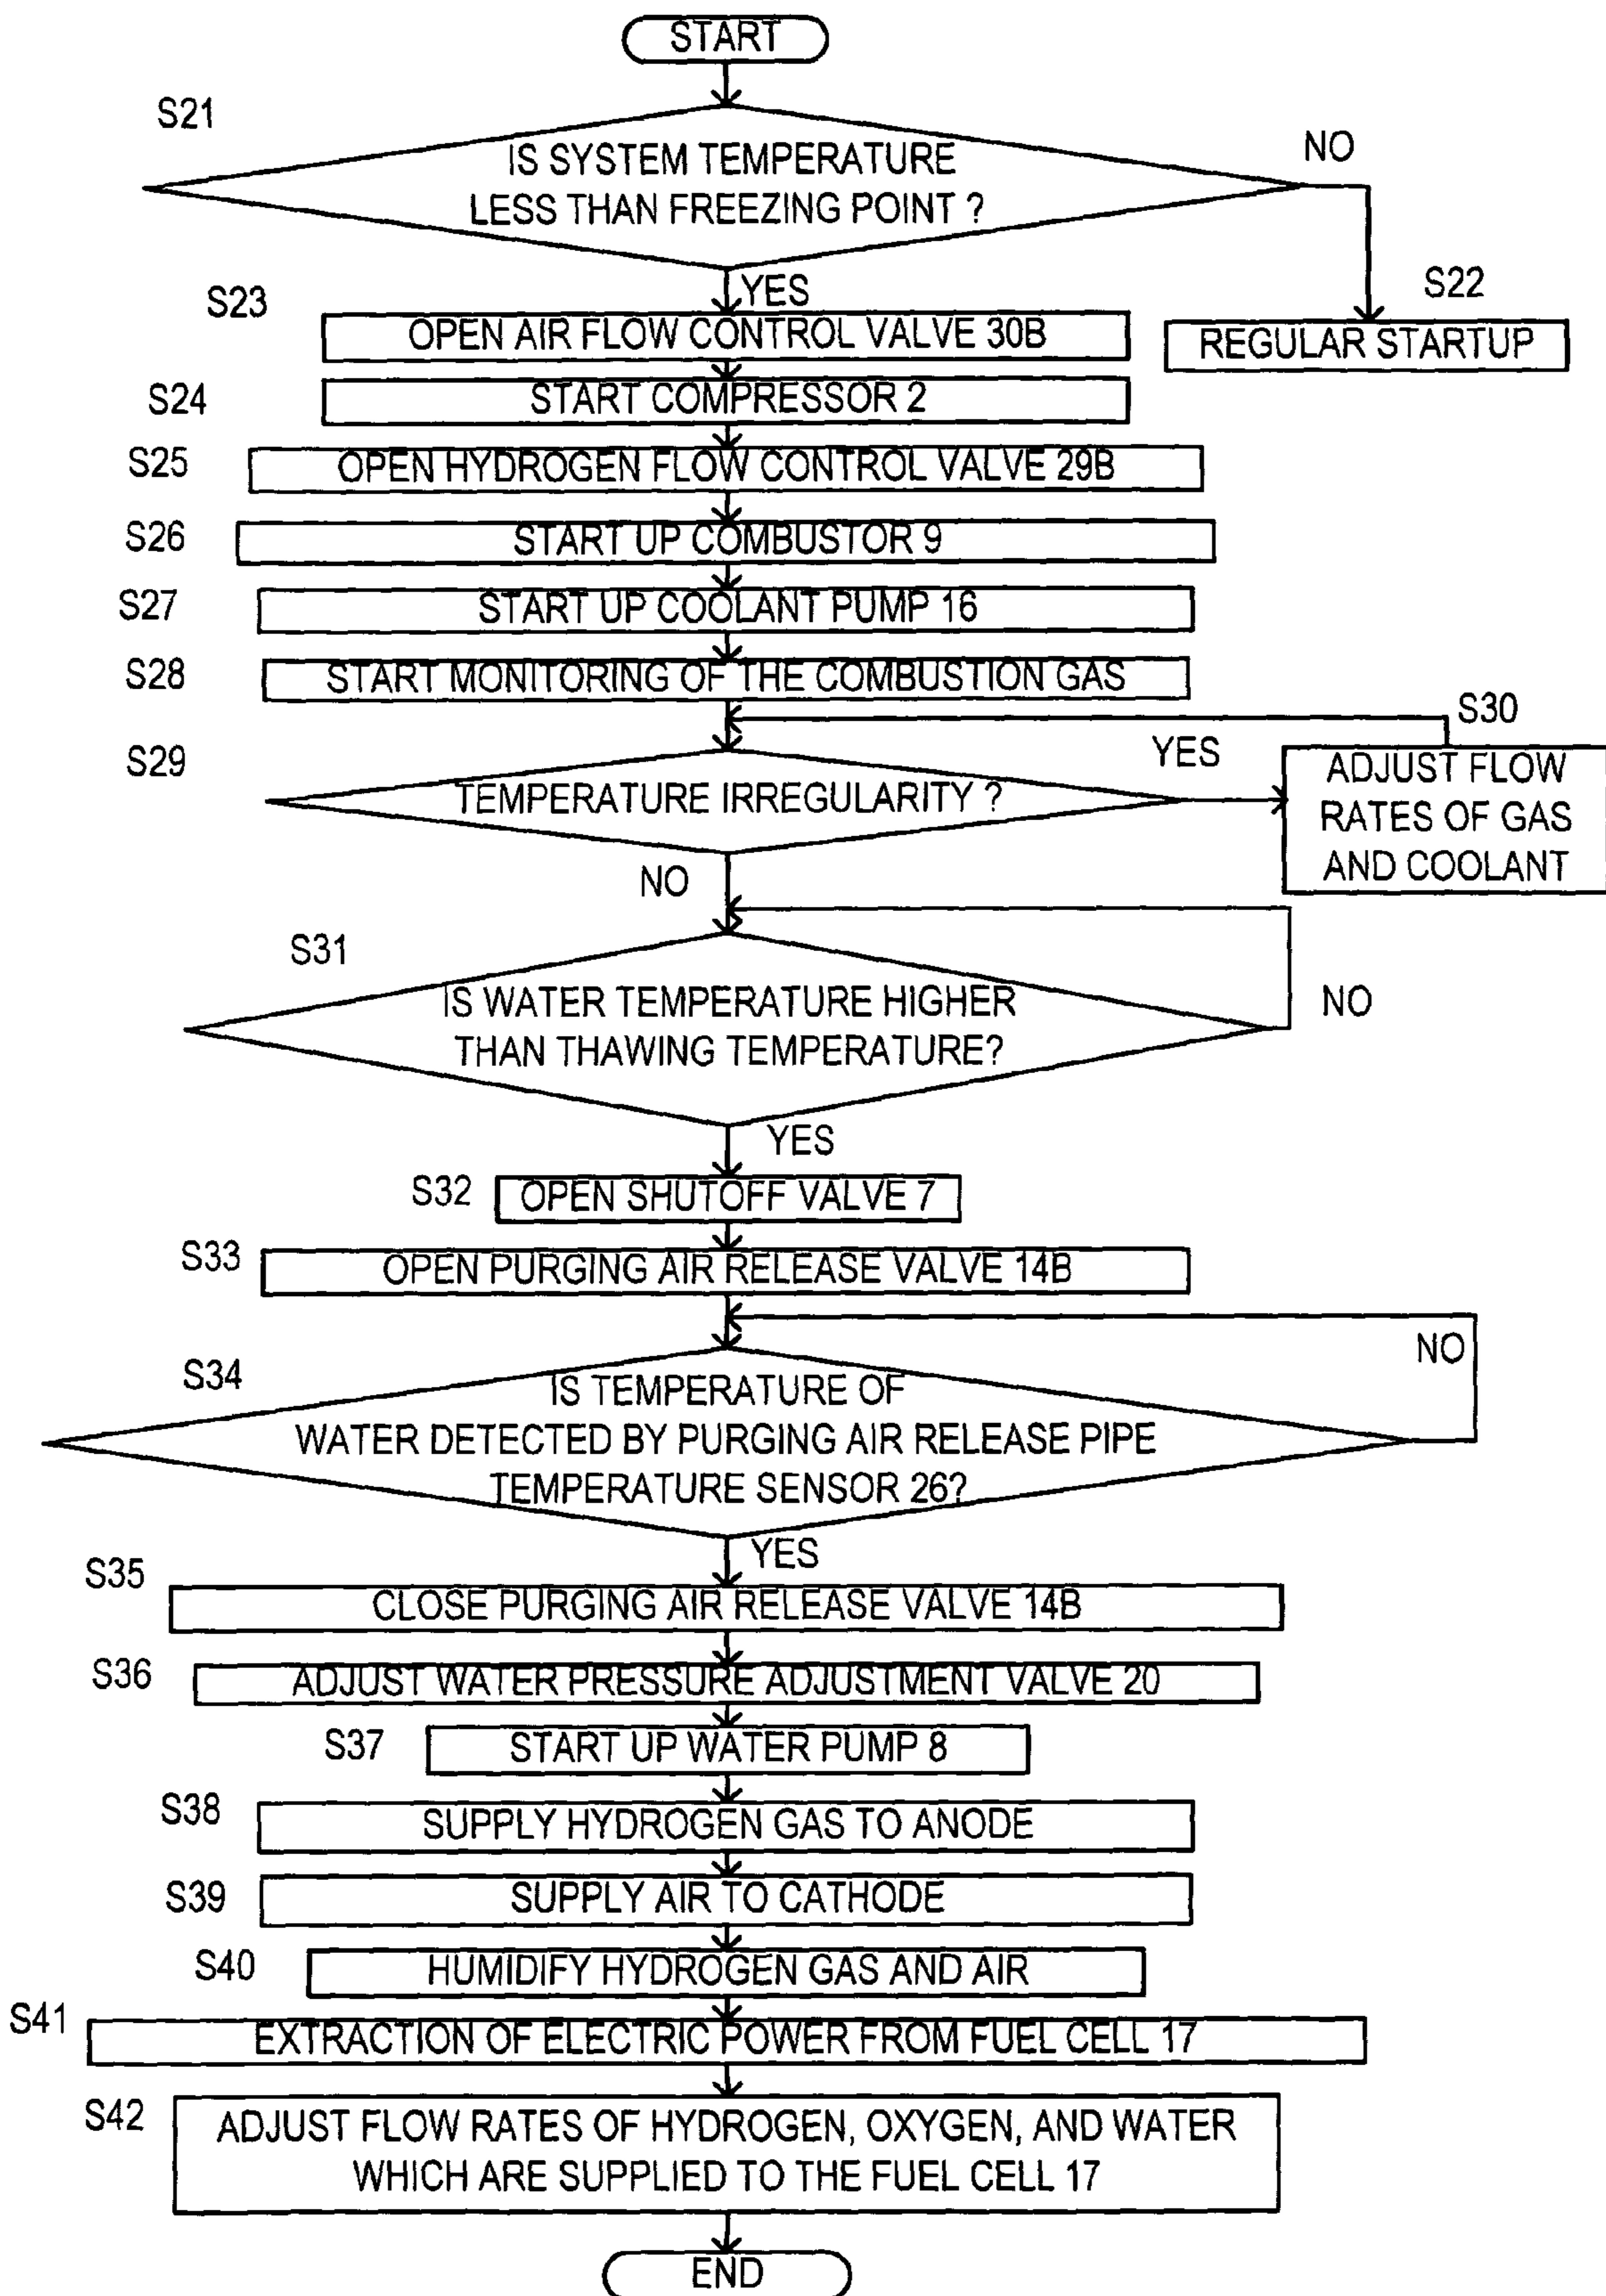 START
S21
IS SYSTEM TEMPERATURE
LESS THAN FREEZING POINT ?
NO
YES
S22
REGULAR STARTUP
S23
OPEN AIR FLOW CONTROL VALVE 30B
S24
START COMPRESSOR 2
S25
OPEN HYDROGEN FLOW CONTROL VALVE 29B
S26
START UP COMBUSTOR 9
S27
START UP COOLANT PUMP 16
S28
START MONITORING OF THE COMBUSTION GAS
S29
TEMPERATURE IRREGULARITY ?
YES
S30
ADJUST FLOW
RATES OF GAS
AND COOLANT
NO
S31
IS WATER TEMPERATURE HIGHER
THAN THAWING TEMPERATURE?
NO
YES
S32
OPEN SHUTOFF VALVE 7
S33
OPEN PURGING AIR RELEASE VALVE 14B
S34
IS TEMPERATURE OF
WATER DETECTED BY PURGING AIR RELEASE PIPE
TEMPERATURE SENSOR 26?
NO
YES
S35
CLOSE PURGING AIR RELEASE VALVE 14B
S36
ADJUST WATER PRESSURE ADJUSTMENT VALVE 20
S37
START UP WATER PUMP 8
S38
SUPPLY HYDROGEN GAS TO ANODE
S39
SUPPLY AIR TO CATHODE
S40
HUMIDIFY HYDROGEN GAS AND AIR
S41
EXTRACTION OF ELECTRIC POWER FROM FUEL CELL 17
S42
ADJUST FLOW RATES OF HYDROGEN, OXYGEN, AND WATER
WHICH ARE SUPPLIED TO THE FUEL CELL 17
END